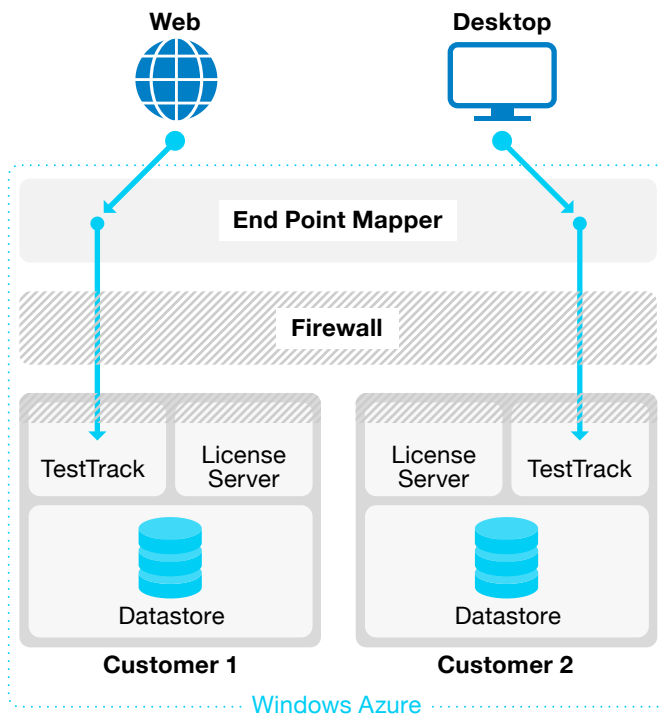 Web
Desktop
End Point Mapper
Firewall
TestTrack
License
Server
License
Server
TestTrack
Datastore
Datastore
Customer 1
Customer 2
Windows Azure